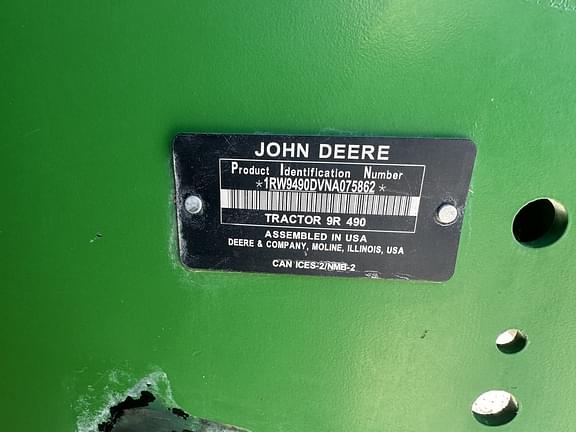 JOHN DEERE
Product Identification Number
*1RW9490DVNA075862*
TRACTOR 9R 490
ASSEMBLED IN USA
DEERE & COMPANY, MOLINE, ILLINOIS, USA
CAN ICES-2/NMB-2